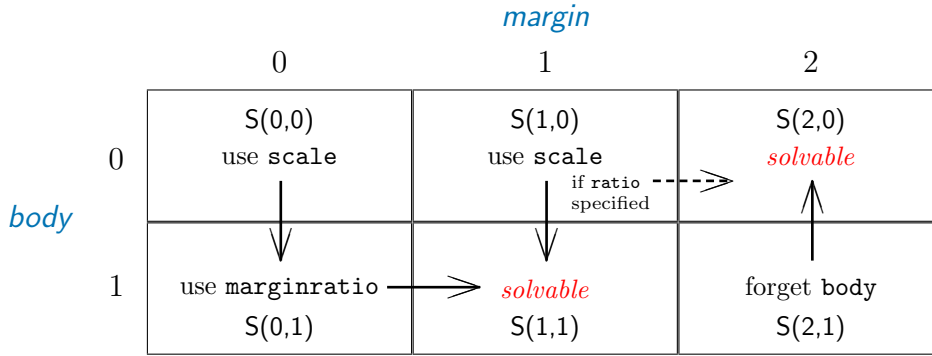 margin
0 1 2
S(0,0) S(1,0) S(2,0)
0 use scale use scale solvable
if ratio
specified
body
1 use marginratio solvable forget body
S(0,1) S(1,1) S(2,1)